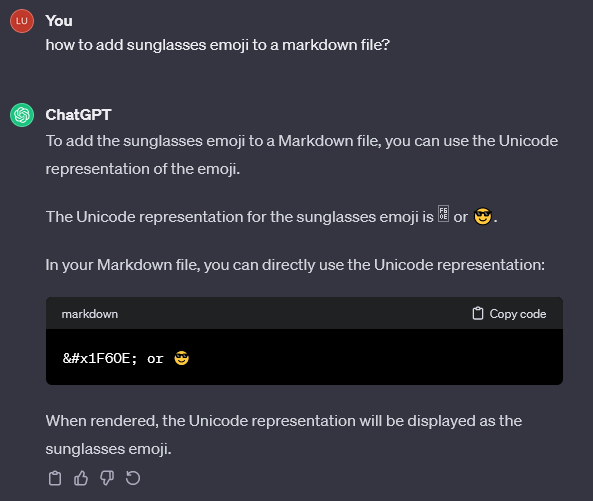 LU
You
how to add sunglasses emoji to a markdown file?
ChatGPT
To add the sunglasses emoji to a Markdown file, you can use the Unicode
representation of the emoji.
The Unicode representation for the sunglasses emoji is  or 😎.
In your Markdown file, you can directly use the Unicode representation:
markdown
Copy code
&#x1F60E; or 😎
When rendered, the Unicode representation will be displayed as the
sunglasses emoji.